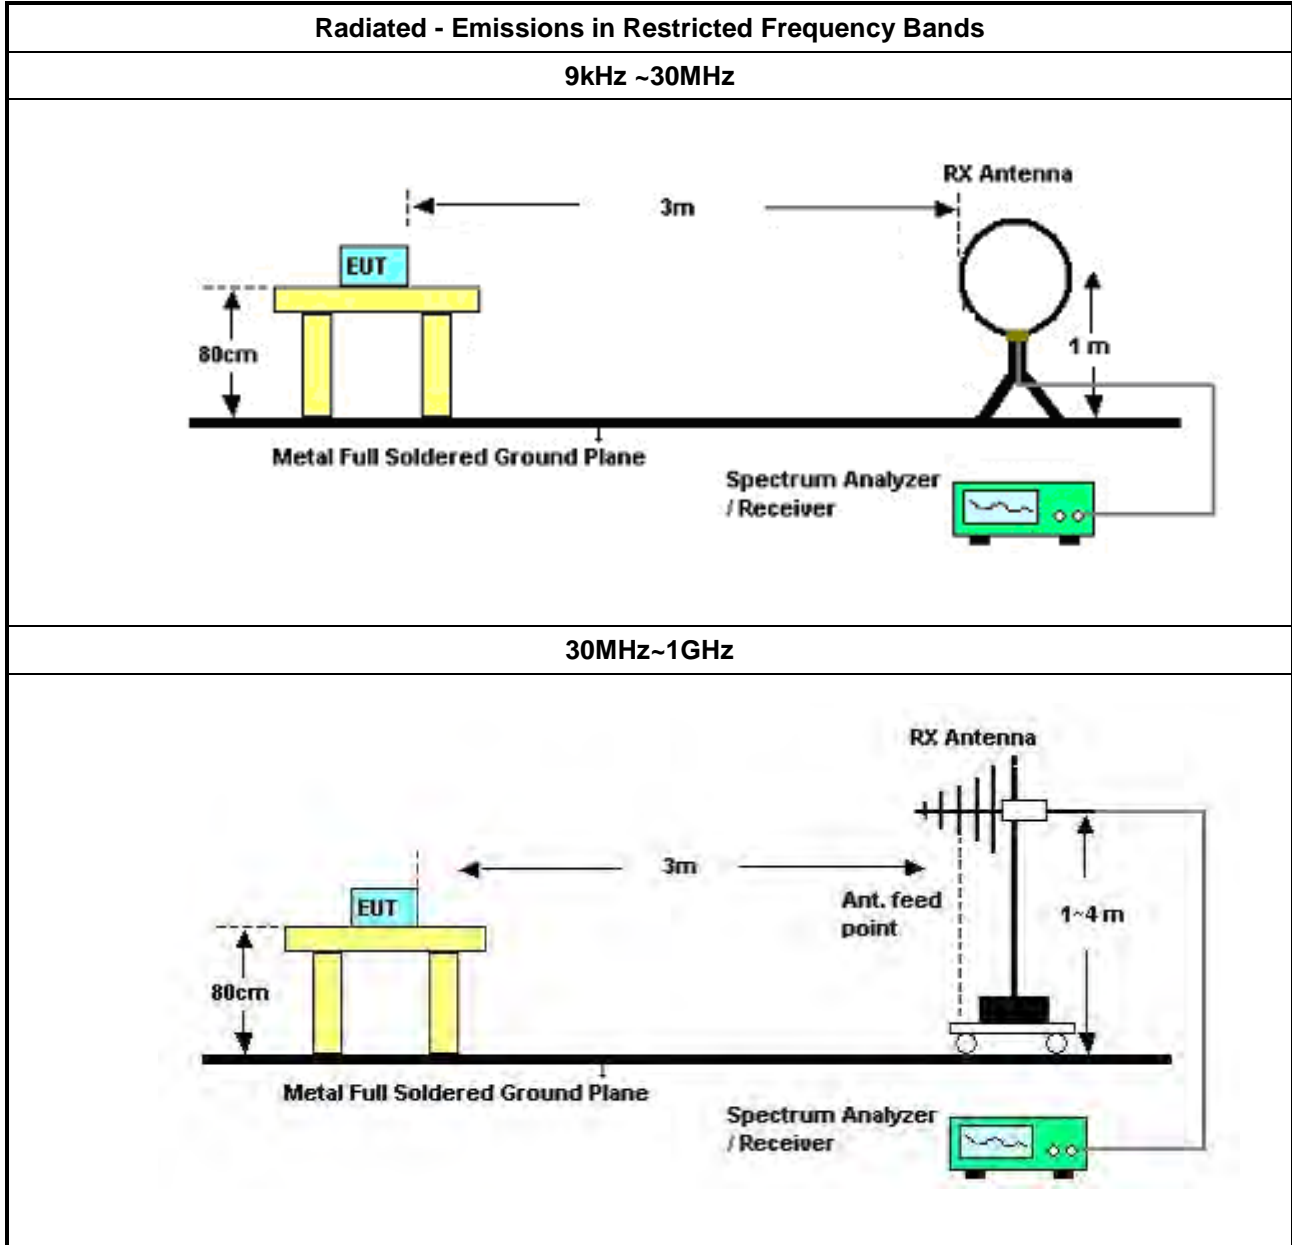 Radiated - Emissions in Restricted Frequency Bands
9kHz ~30MHz
RX Antenna
3m
EUT
80cm
1 m
Metal Full Soldered Ground Plane
Spectrum Analyzer
/ Receiver
30MHz~1GHz
RX Antenna
3m
EUT
Ant. feed
point
1~4 m
80cm
Metal Full Soldered Ground Plane
Spectrum Analyzer
/ Receiver